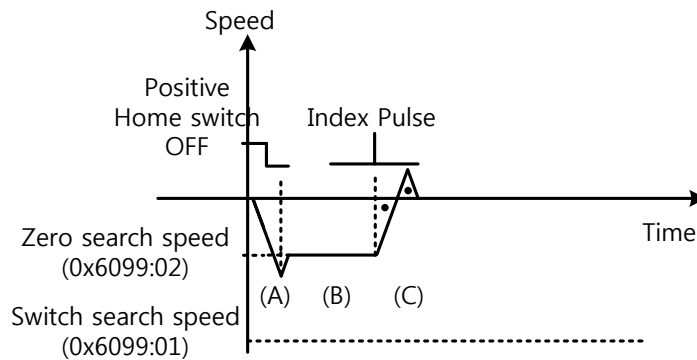 Speed
Positive
Home switch
OFF
Index Pulse
Time
Zero search speed
(0x6099:02)
(A)
(B)
(C)
Switch search speed
(0x6099:01)